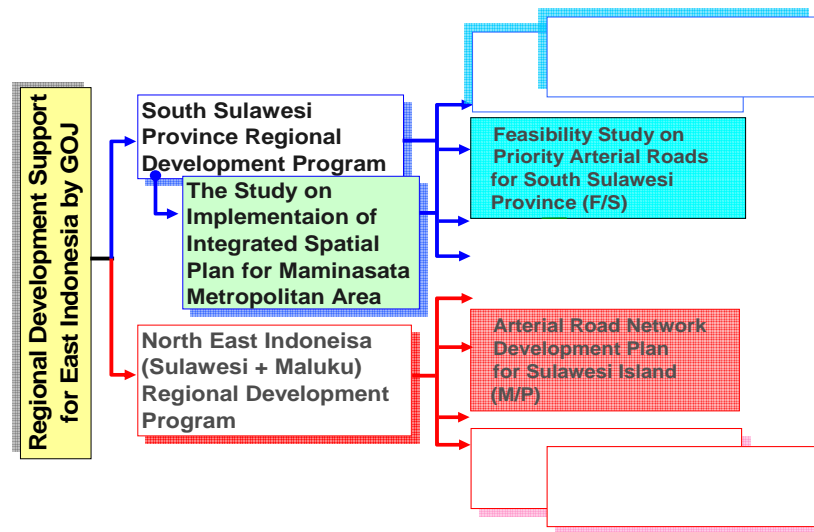 Regional Development Support
for East Indonesia by GOJ
South Sulawesi
Province Regional
Development Program
The Study on
Implementaion of
Integrated Spatial
Plan for Maminasata
Metropolitan Area
North East Indoneisa
(Sulawesi + Maluku)
Regional Development
Program
Feasibility Study on
Priority Arterial Roads
for South Sulawesi
Province (F/S)
Arterial Road Network
Development Plan
for Sulawesi Island
(M/P)